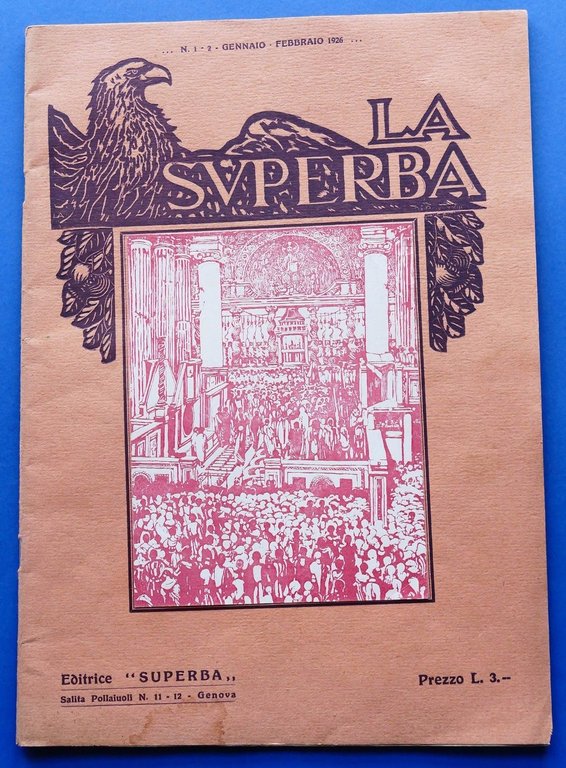 ... N. 1 - 2 - GENNAIO - FEBBRAIO 1926 ...
LA
SVPERBA
Editrice “SUPERBA„
Salita Pollaiuoli N. 11 - 12 - Genova
Prezzo L. 3.--